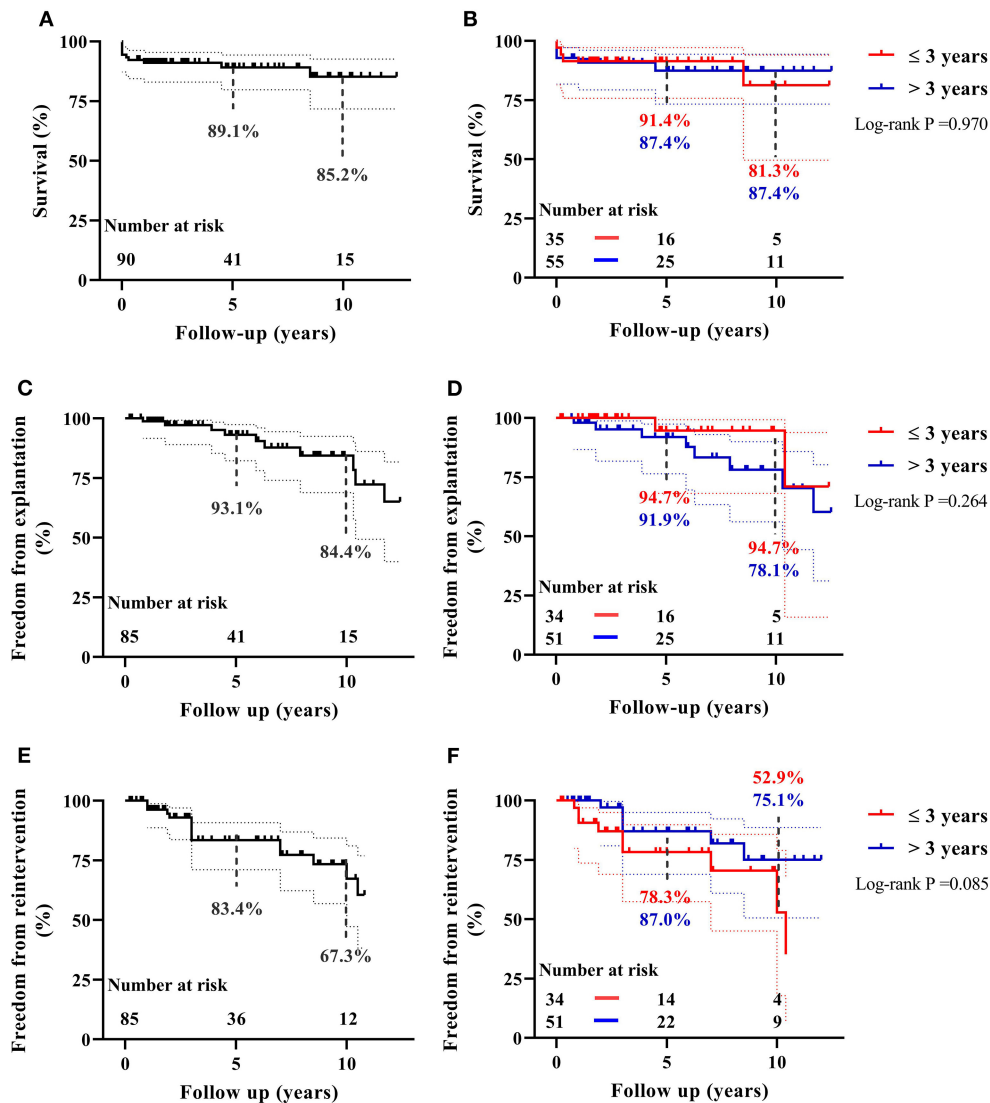 A
100
75
50
25
0
Survival (%)
89.1%
85.2%
Number at risk
90 41 15
0 5 10
Follow-up (years)
B
100
75
50
25
0
Survival (%)
91.4%
87.4%
81.3%
87.4%
Number at risk
35 16 5
55 25 11
0 5 10
Follow-up (years)
≤ 3 years
> 3 years
Log-rank P =0.970
C
100
75
50
25
0
Freedom from explantation
(%)
93.1%
84.4%
Number at risk
85 41 15
0 5 10
Follow up (years)
D
100
75
50
25
0
Freedom from explantation
(%)
94.7%
91.9%
94.7%
78.1%
Number at risk
34 16 5
51 25 11
0 5 10
Follow-up (years)
≤ 3 years
> 3 years
Log-rank P =0.264
E
100
75
50
25
0
Freedom from reintervention
(%)
83.4%
67.3%
Number at risk
85 36 12
0 5 10
Follow up (years)
F
100
75
50
25
0
Freedom from reintervention
(%)
52.9%
75.1%
78.3%
87.0%
Number at risk
34 14 4
51 22 9
0 5 10
Follow up (years)
≤ 3 years
> 3 years
Log-rank P =0.085